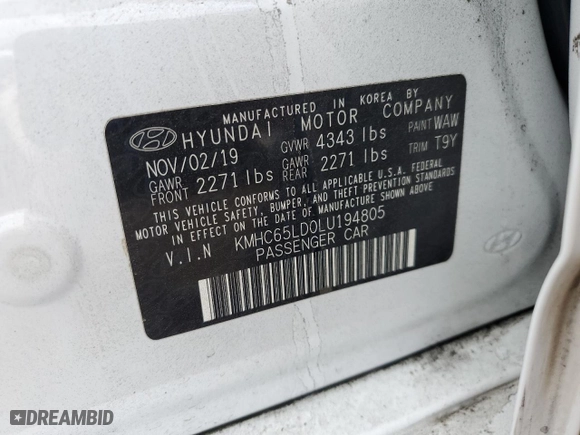 MANUFACTURED IN KOREA BY
HYUNDAI MOTOR COMPANY
NOV/02/19 GVWR 4343 lbs PAINT WAW
GAWR FRONT 2271 lbs GAWR REAR 2271 lbs TRIM T9Y
THIS VEHICLE CONFORMS TO ALL APPLICABLE U.S.A. FEDERAL
MOTOR VEHICLE SAFETY, BUMPER, AND THEFT PREVENTION
STANDARDS IN EFFECT ON THE DATE OF MANUFACTURE SHOWN ABOVE.
V.I.N KMHC65LD0LU194805
PASSENGER CAR
DREAMBID